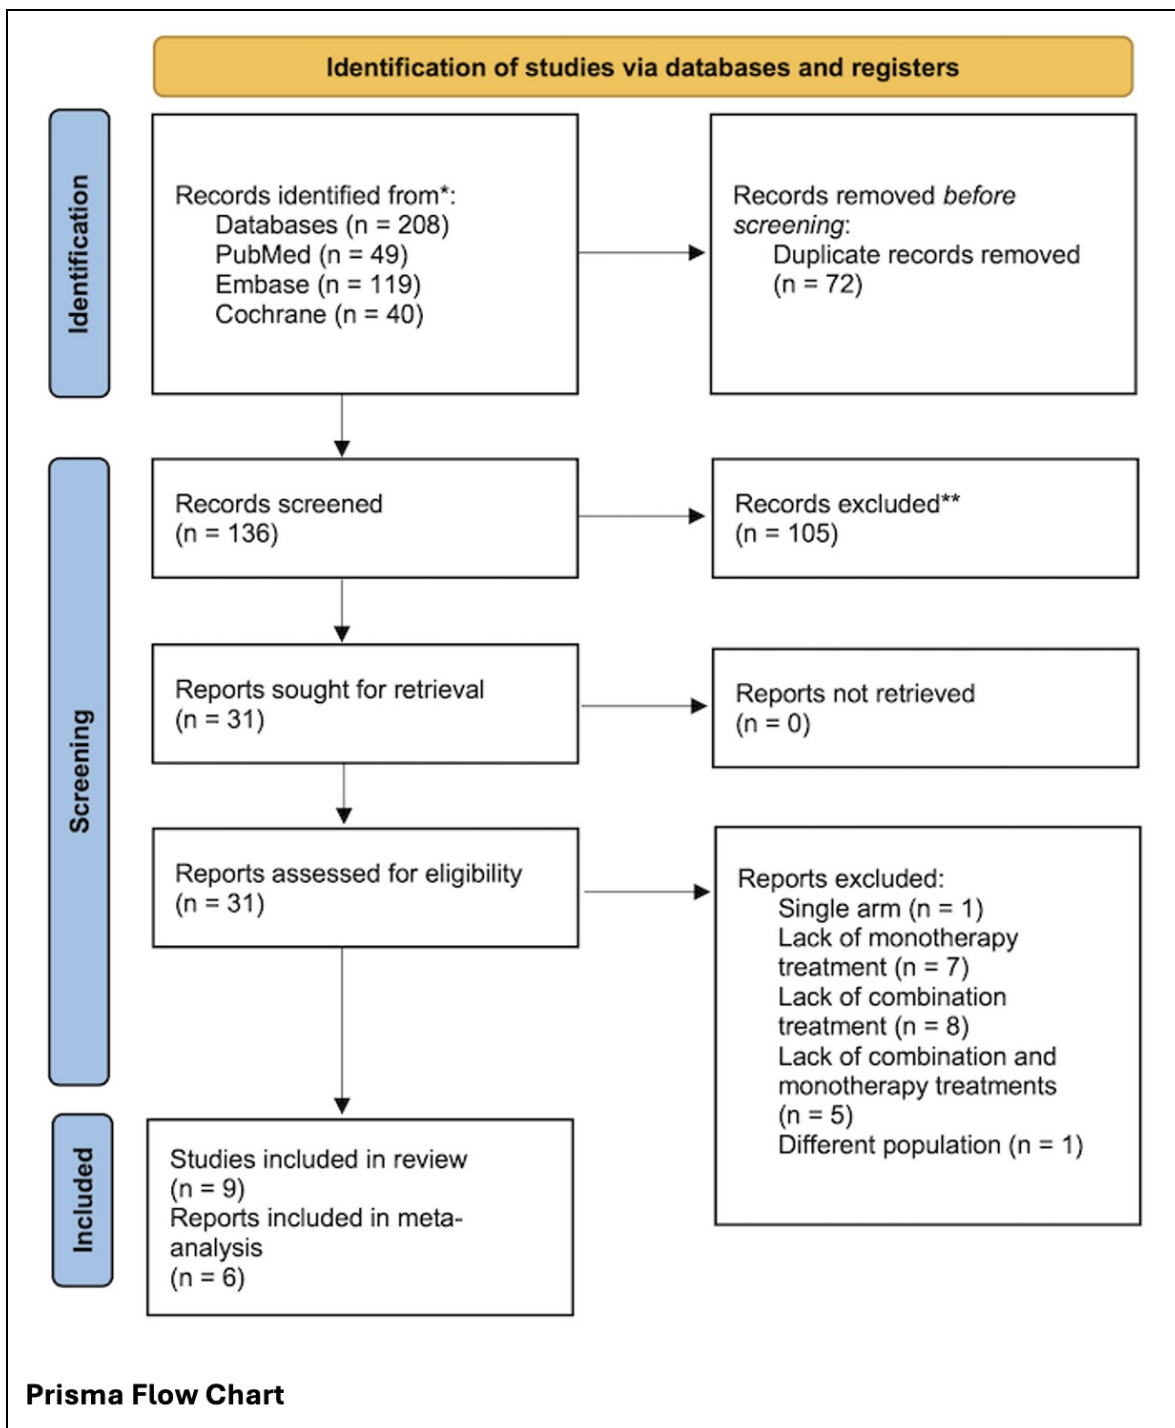 Identification of studies via databases and registers
Identification
Records identified from*:
Databases (n = 208)
PubMed (n = 49)
Embase (n = 119)
Cochrane (n = 40)
Records removed before
screening:
Duplicate records removed
(n = 72)
Screening
Records screened
(n = 136)
Records excluded**
(n = 105)
Reports sought for retrieval
(n = 31)
Reports not retrieved
(n = 0)
Reports assessed for eligibility
(n = 31)
Reports excluded:
Single arm (n = 1)
Lack of monotherapy
treatment (n = 7)
Lack of combination
treatment (n = 8)
Lack of combination and
monotherapy treatments
(n = 5)
Different population (n = 1)
Included
Studies included in review
(n = 9)
Reports included in meta-
analysis
(n = 6)
Prisma Flow Chart